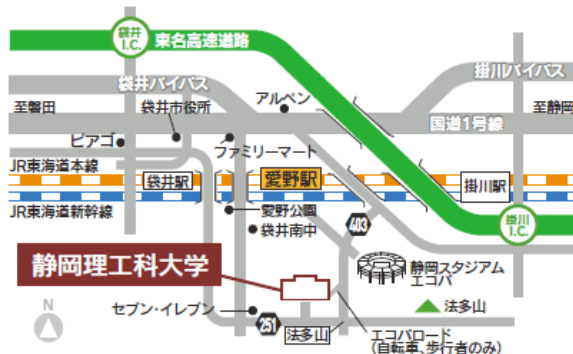 袋井
I.C.
東名高速道路
袋井バイパス
掛川バイパス
至磐田
袋井市役所
アルペン
至静岡
国道1号線
ピアゴ
ファミリーマート
JR東海道本線
袋井駅
愛野駅
掛川駅
JR東海道新幹線
愛野公園
袋井南中
403
掛川
I.C.
静岡理工科大学
静岡スタジアム
エコパ
法多山
N
セブン・イレブン
251
法多山
エコパロード
(自転車、歩行者のみ)